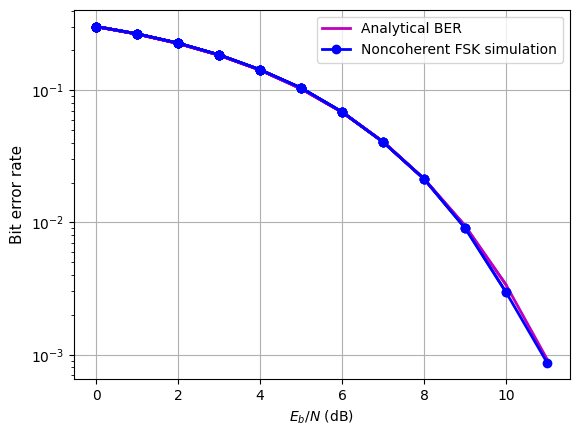 Analytical BER
Noncoherent FSK simulation
Bit error rate
10⁻¹
10⁻²
10⁻³
0 2 4 6 8 10
E_b/N (dB)